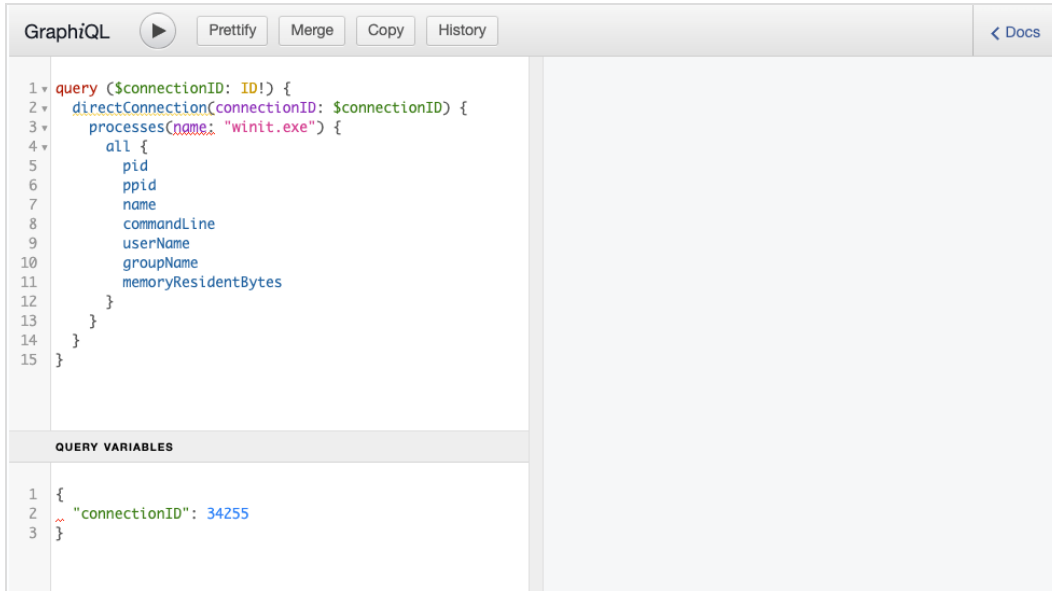 GraphiQL Prettify Merge Copy History < Docs
1 query ($connectionID: ID!) {
2 directConnection(connectionID: $connectionID) {
3 processes(name: "winit.exe") {
4 all {
5 pid
6 ppid
7 name
8 commandLine
9 userName
10 groupName
11 memoryResidentBytes
12 }
13 }
14 }
15 }
QUERY VARIABLES
1 {
2 "connectionID": 34255
3 }